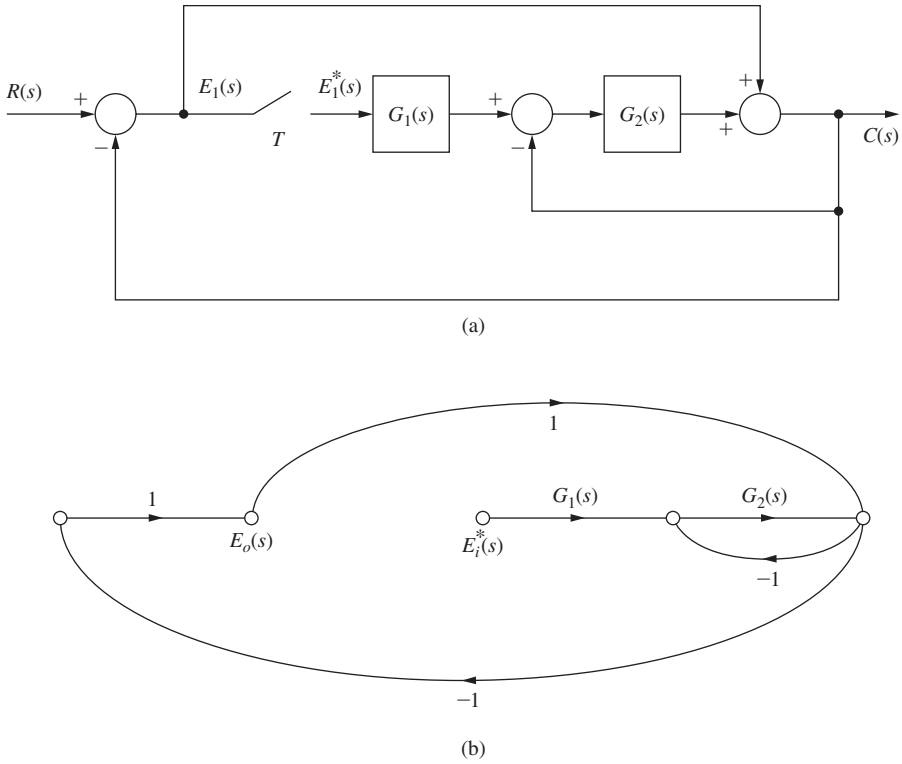 R(s)
+
−
E₁(s)
T
E₁*(s)
G₁(s)
+
−
G₂(s)
+
+
C(s)
(a)
1
1
Eₒ(s)
Eᵢ*(s)
G₁(s)
G₂(s)
−1
−1
(b)